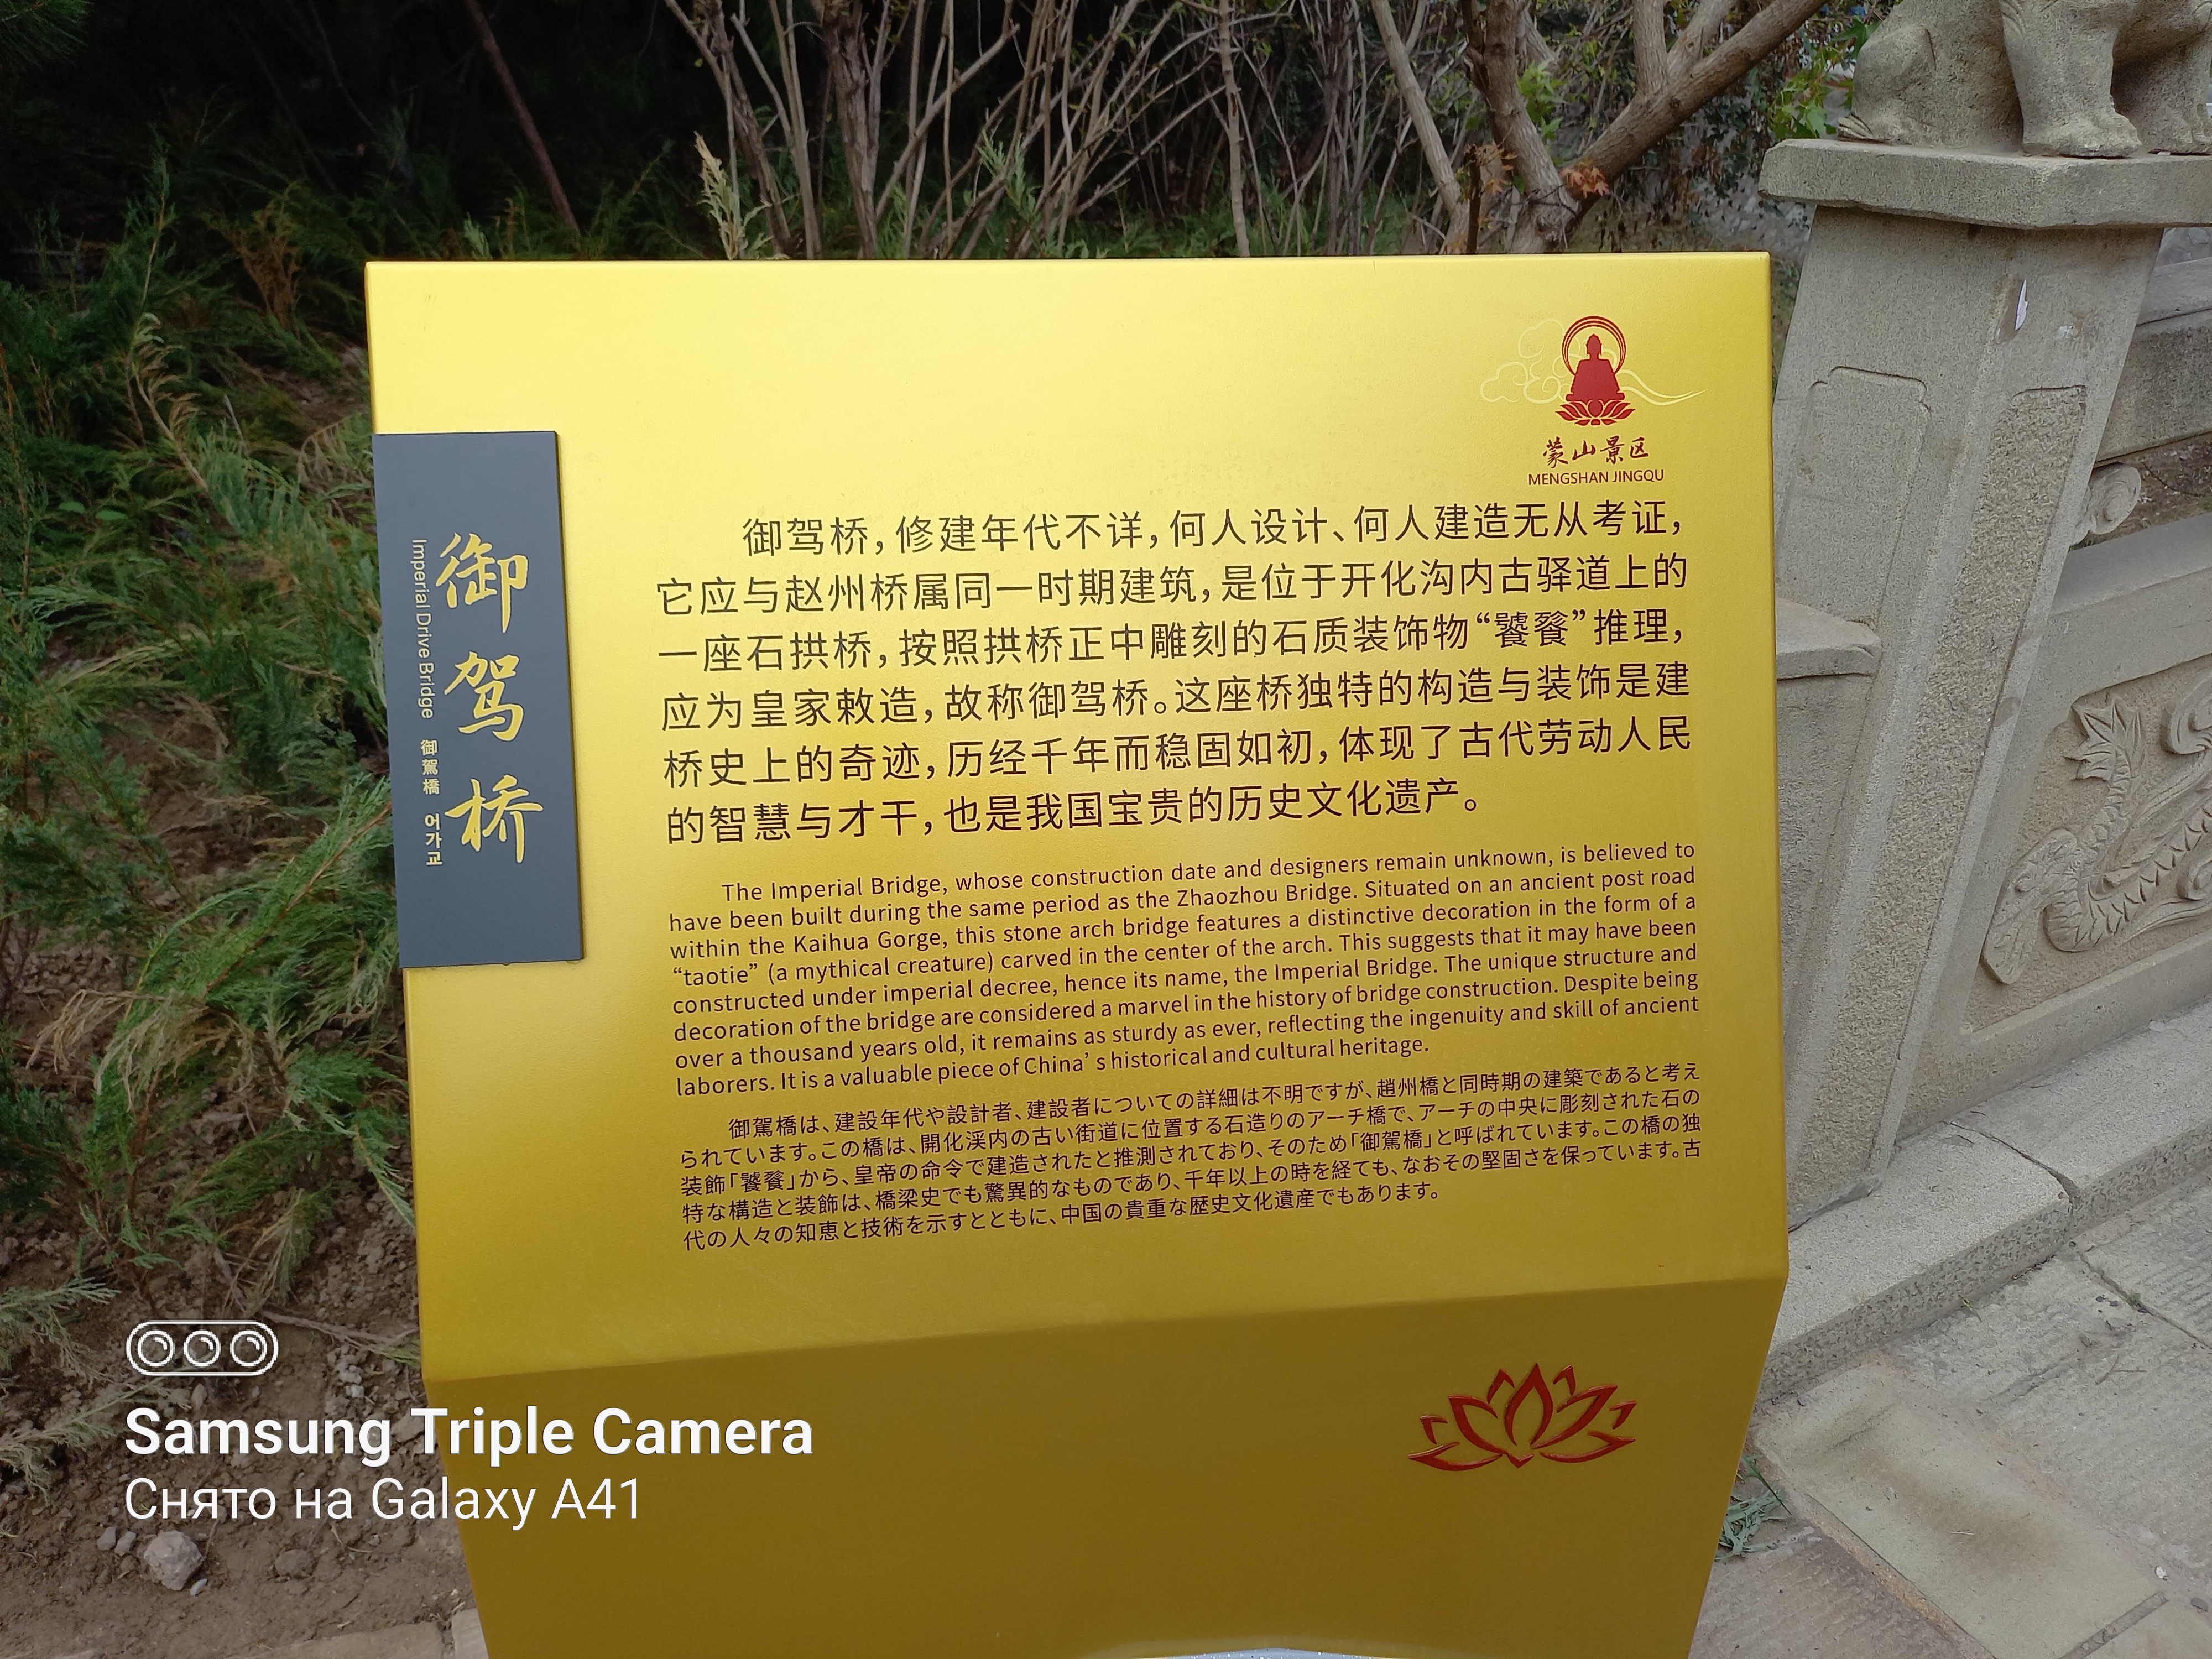 蒙山景区
MENGSHAN JINGQU
御驾桥
Imperial Drive Bridge 御駕橋 어가교
御驾桥，修建年代不详，何人设计、何人建造无从考证，
它应与赵州桥属同一时期建筑，是位于开化沟内古驿道上的
一座石拱桥，按照拱桥正中雕刻的石质装饰物“饕餮”推理，
应为皇家敕造，故称御驾桥。这座桥独特的构造与装饰是建
桥史上的奇迹，历经千年而稳固如初，体现了古代劳动人民
的智慧与才干，也是我国宝贵的历史文化遗产。
The Imperial Bridge, whose construction date and designers remain unknown, is believed to
have been built during the same period as the Zhaozhou Bridge. Situated on an ancient post road
within the Kaihua Gorge, this stone arch bridge features a distinctive decoration in the form of a
“taotie” (a mythical creature) carved in the center of the arch. This suggests that it may have been
constructed under imperial decree, hence its name, the Imperial Bridge. The unique structure and
decoration of the bridge are considered a marvel in the history of bridge construction. Despite being
over a thousand years old, it remains as sturdy as ever, reflecting the ingenuity and skill of ancient
laborers. It is a valuable piece of China’ s historical and cultural heritage.
御駕橋は、建設年代や設計者、建設者についての詳細は不明ですが、趙州橋と同時期の建築であると考え
られています。この橋は、開化渓内の古い街道に位置する石造りのアーチ橋で、アーチの中央に彫刻された石の
装飾「饕餮」から、皇帝の命令で建造されたと推測されており、そのため「御駕橋」と呼ばれています。この橋の独
特な構造と装飾は、橋梁史でも驚異的なものであり、千年以上の時を経ても、なおその堅固さを保っています。古
代の人々の知恵と技術を示すとともに、中国の貴重な歴史文化遺産でもあります。
Samsung Triple Camera
Снято на Galaxy A41